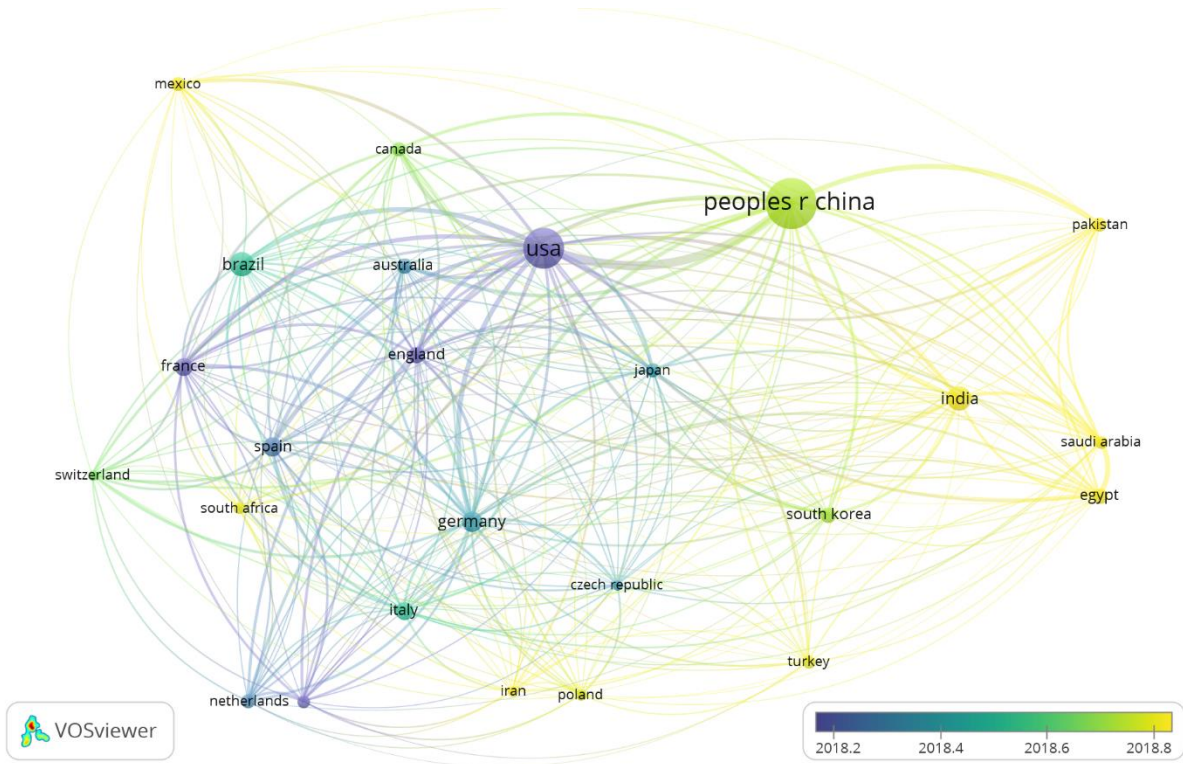 mexico
canada
peoples r china
pakistan
usa
brazil
australia
england
france
japan
india
saudi arabia
spain
switzerland
egypt
south africa
germany
south korea
czech republic
italy
turkey
iran
poland
netherlands
VOSviewer
2018.2 2018.4 2018.6 2018.8